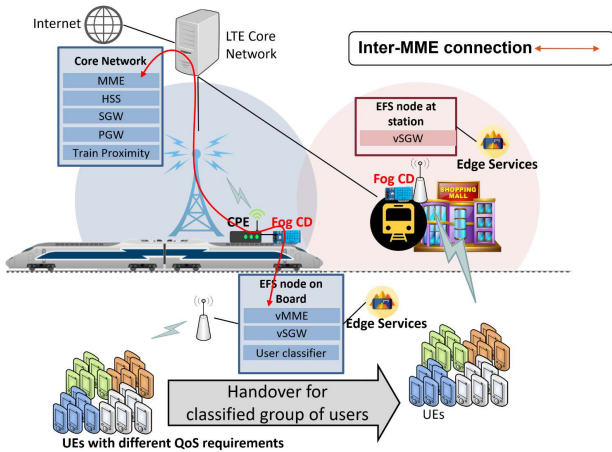 Internet
LTE Core
Network
Inter-MME connection
Core Network
MME
HSS
SGW
PGW
Train Proximity
EFS node at
station
vSGW
Edge Services
Fog CD
SHOPPING
MALL
CPE
Fog CD
EFS node on
Board
vMME
vSGW
User classifier
Edge Services
Handover for
classified group of users
UEs
UEs with different QoS requirements